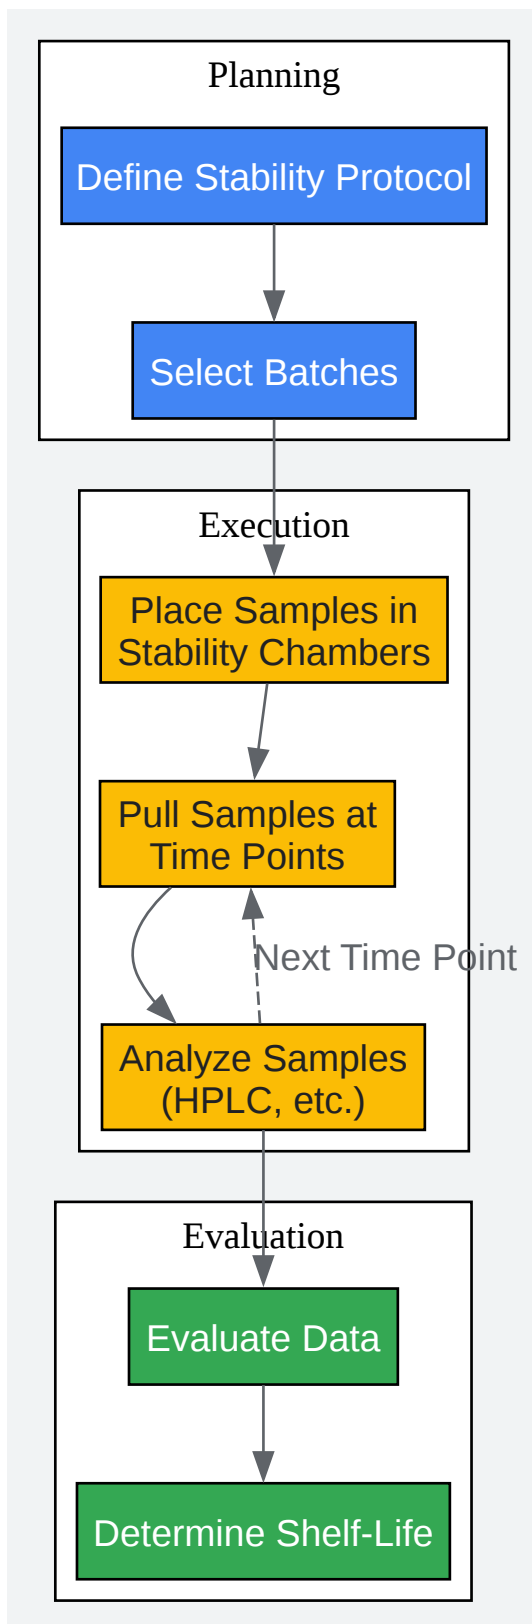 Planning
Define Stability Protocol
Select Batches
Execution
Place Samples in
Stability Chambers
Pull Samples at
Time Points
Next Time Point
Analyze Samples
(HPLC, etc.)
Evaluation
Evaluate Data
Determine Shelf-Life